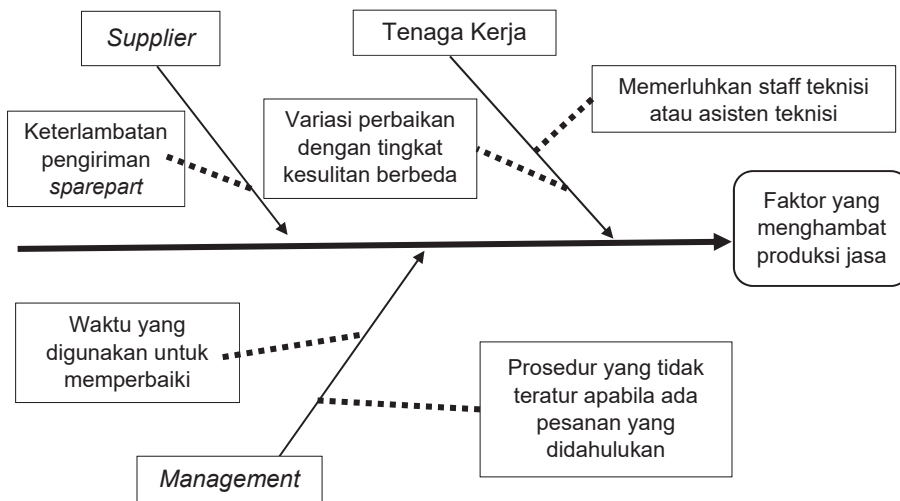 Supplier
Tenaga Kerja
Keterlambatan
pengiriman
sparepart
Variasi perbaikan
dengan tingkat
kesulitan berbeda
Memerluhkan staff teknisi
atau asisten teknisi
Faktor yang
menghambat
produksi jasa
Waktu yang
digunakan untuk
memperbaiki
Prosedur yang tidak
teratur apabila ada
pesanan yang
didahulukan
Management